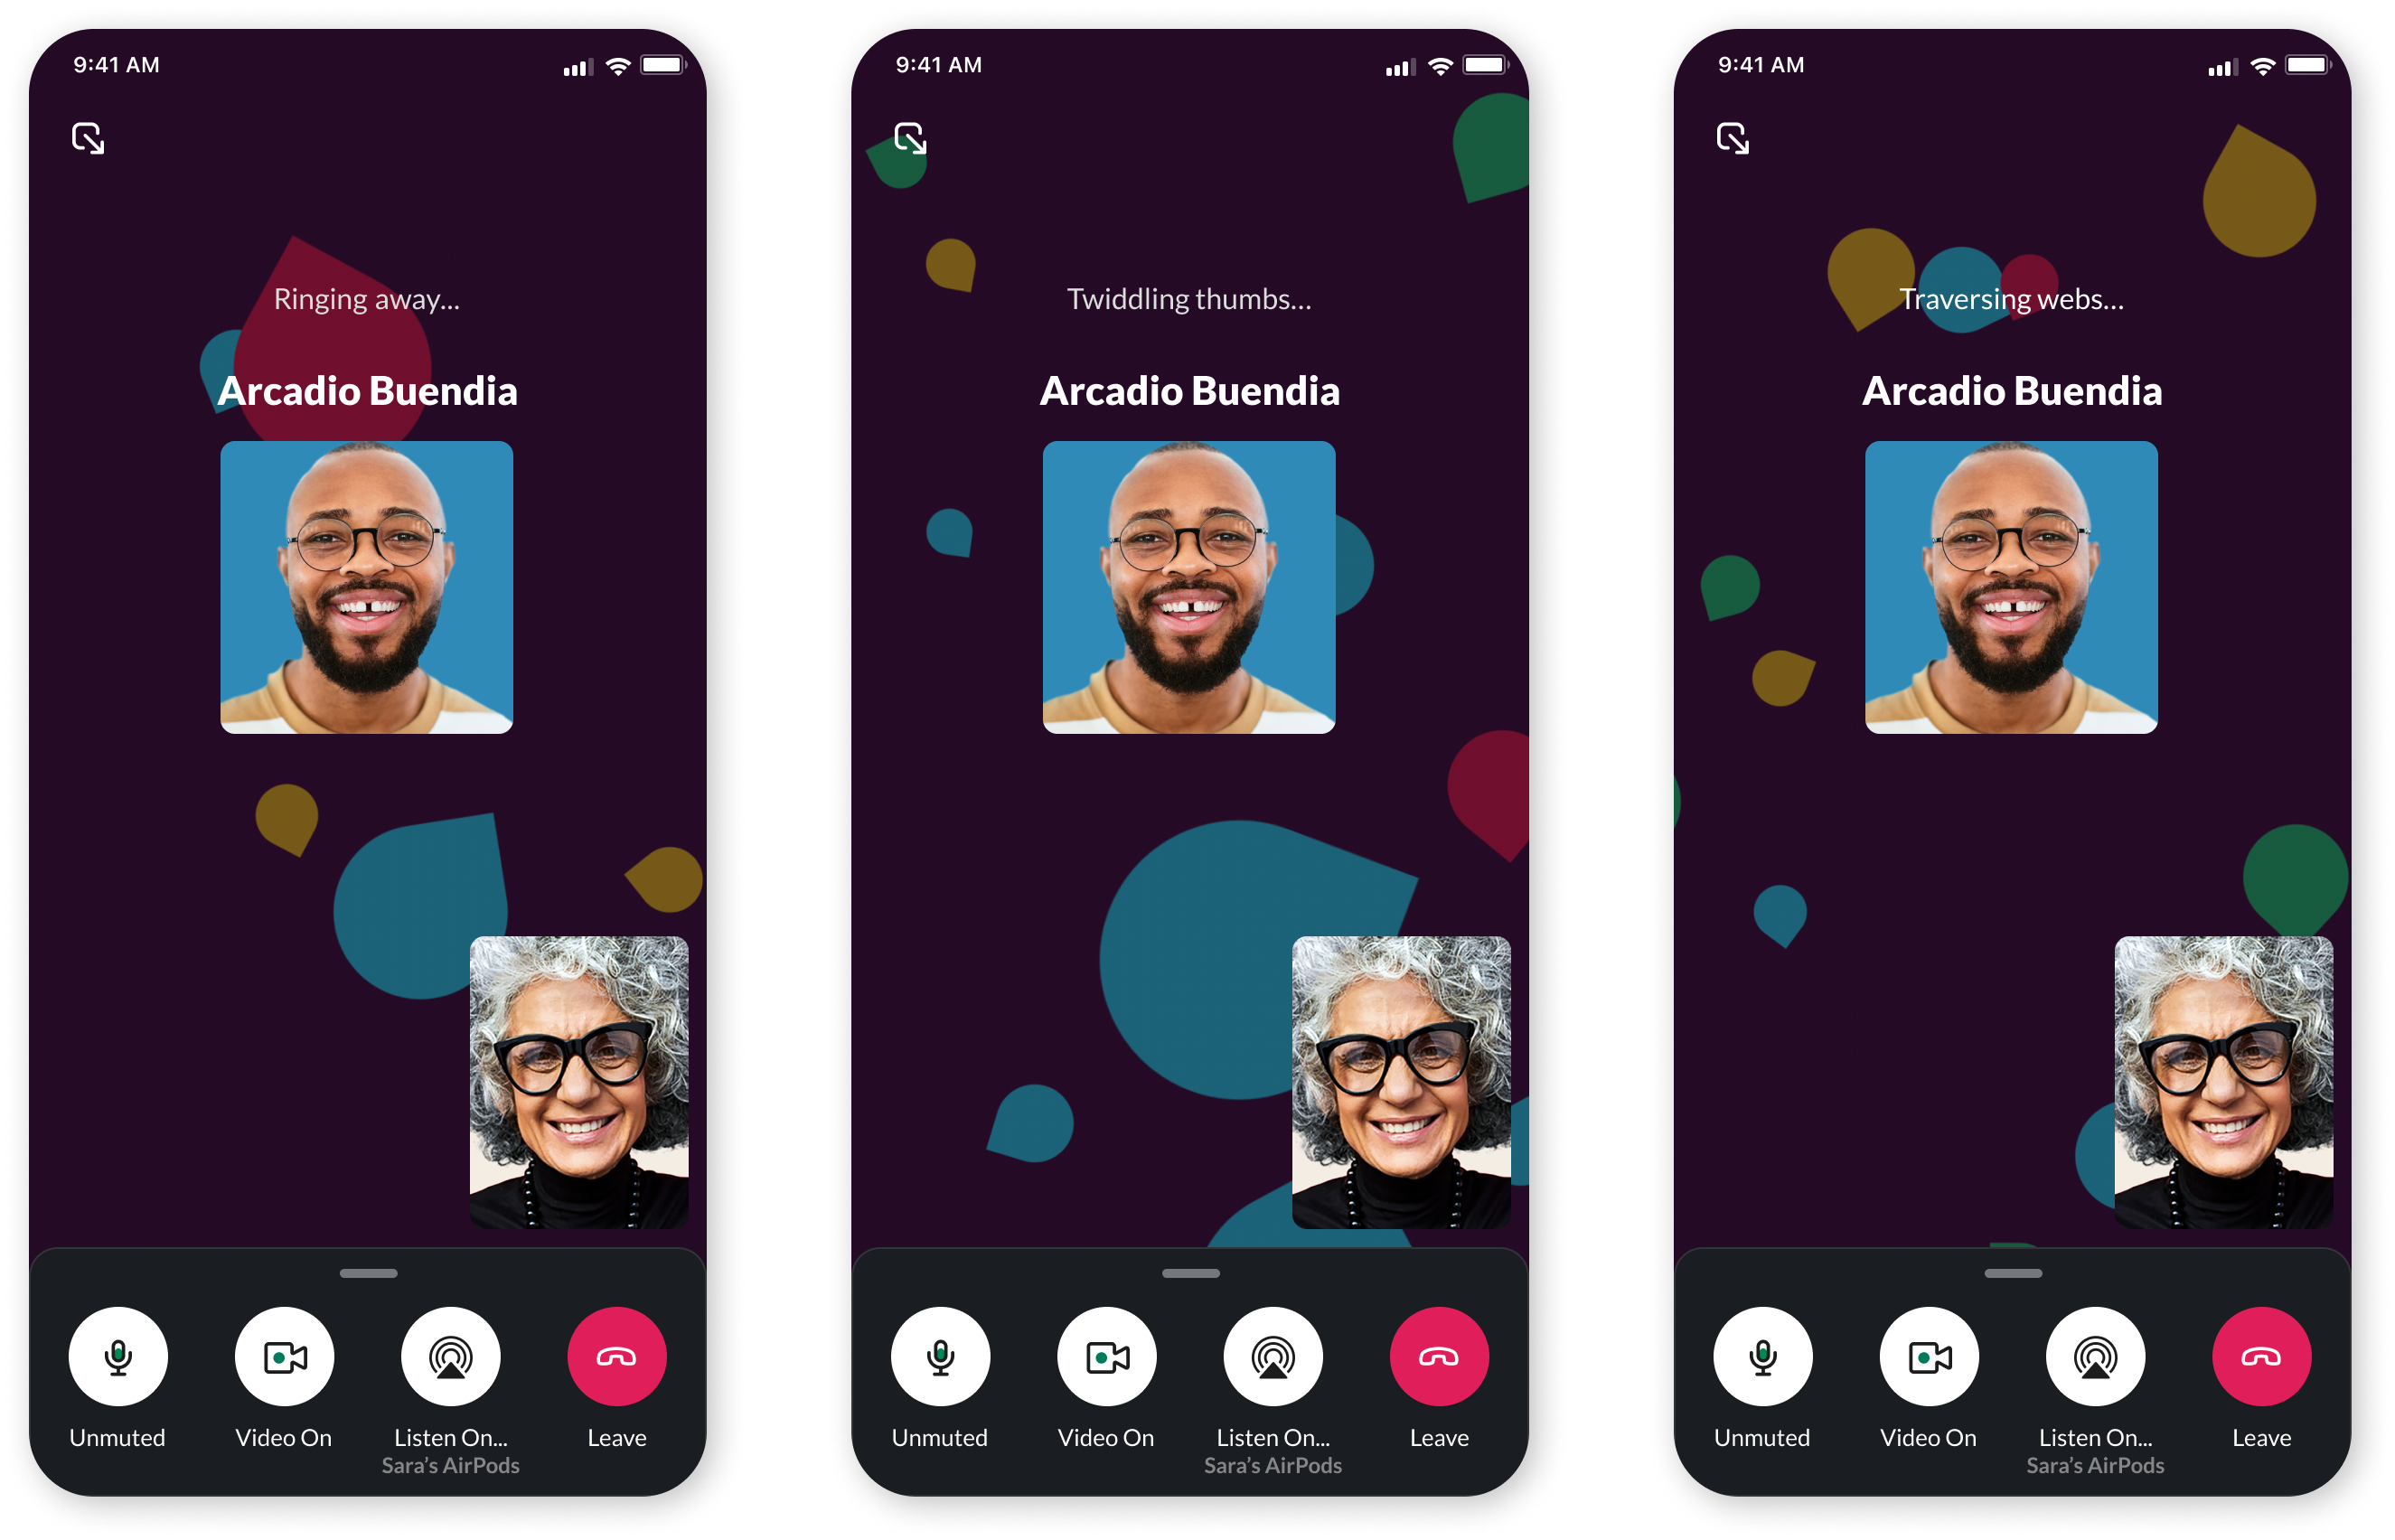 9:41 AM
Ringing away...
Arcadio Buendia
Unmuted
Video On
Listen On...
Leave
Sara’s AirPods
9:41 AM
Twiddling thumbs...
Arcadio Buendia
Unmuted
Video On
Listen On...
Leave
Sara’s AirPods
9:41 AM
Traversing webs...
Arcadio Buendia
Unmuted
Video On
Listen On...
Leave
Sara’s AirPods